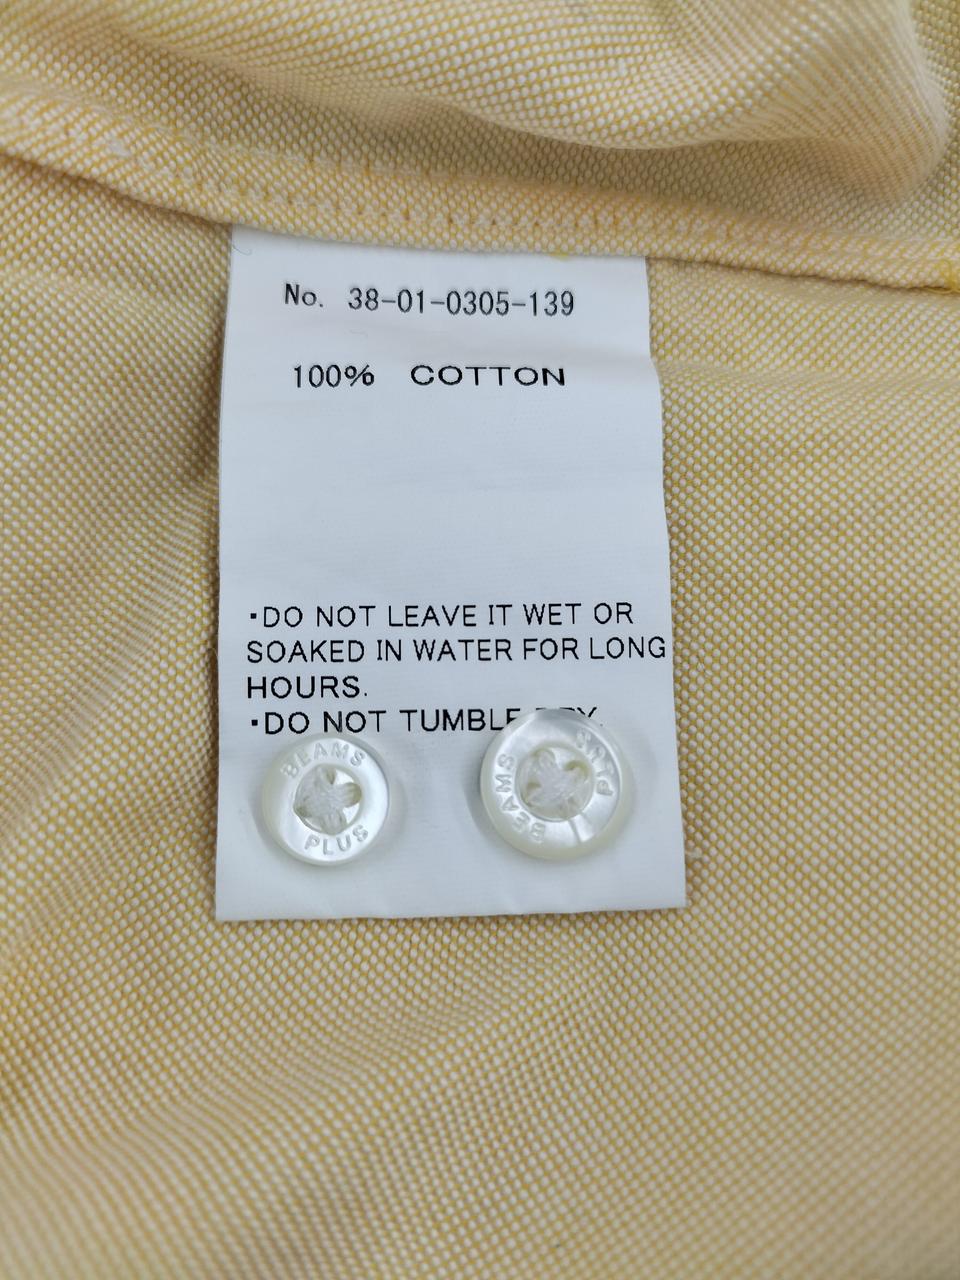 No. 38-01-0305-139
100% COTTON
・DO NOT LEAVE IT WET OR
SOAKED IN WATER FOR LONG
HOURS.
・DO NOT TUMBLE DRY.
BEAMS
PLUS
BEAMS
PLUS